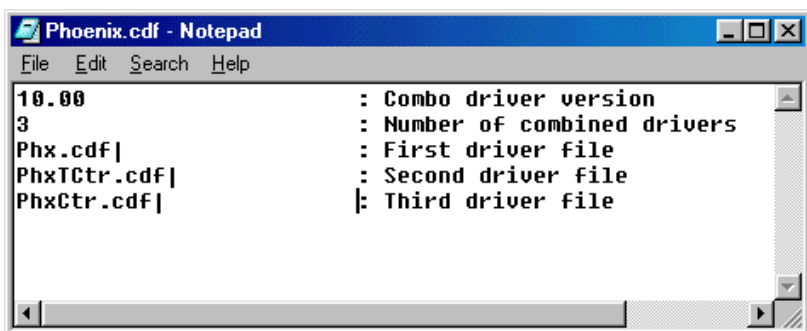 Phoenix.cdf - Notepad
File Edit Search Help
10.00 : Combo driver version
3 : Number of combined drivers
Phx.cdf| : First driver file
PhxTCtr.cdf| : Second driver file
PhxCtr.cdf| : Third driver file